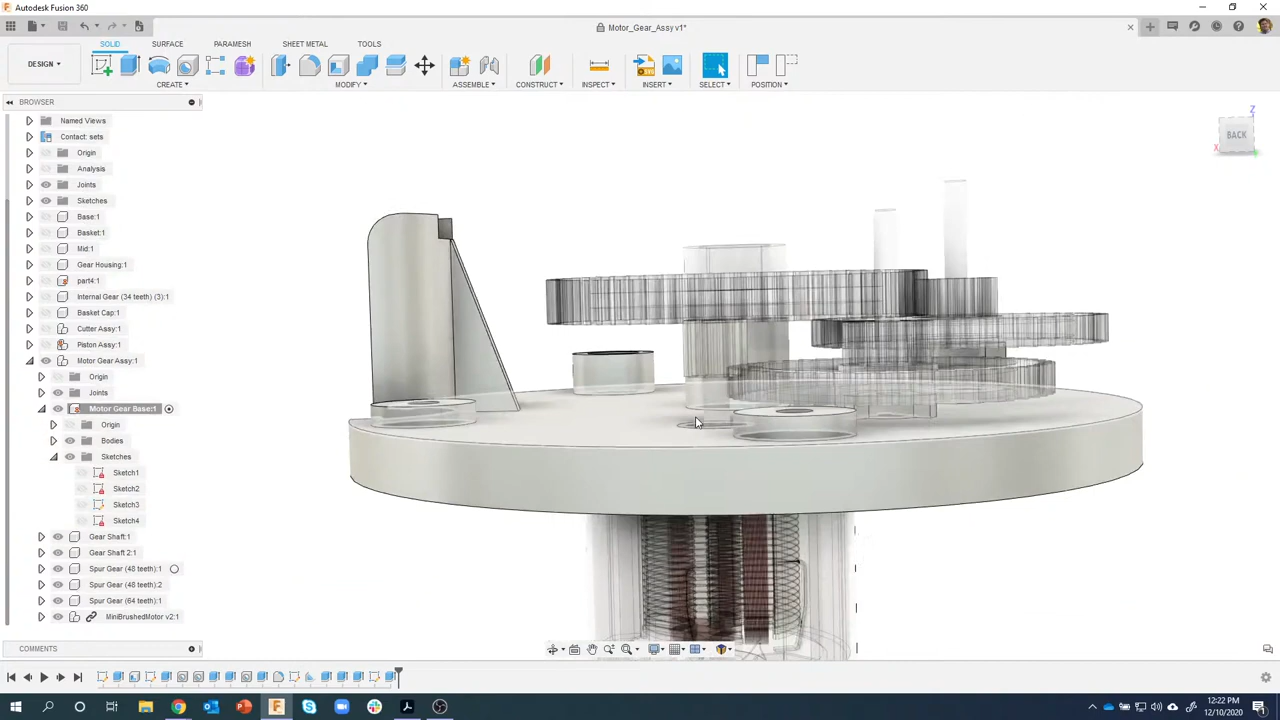 Autodesk Fusion 360
Motor_Gear_Assy v1*
SOLID SURFACE PARAMESH SHEET METAL TOOLS
DESIGN
CREATE MODIFY ASSEMBLE CONSTRUCT INSPECT INSERT SELECT POSITION
BROWSER
Named Views
Contact: sets
Origin
Analysis
Joints
Sketches
Base:1
Basket:1
Mid:1
Gear Housing:1
part4:1
Internal Gear (34 teeth) (3):1
Basket Cap:1
Cutter Assy:1
Piston Assy:1
Motor Gear Assy:1
Origin
Joints
Motor Gear Base:1
Origin
Bodies
Sketches
Sketch1
Sketch2
Sketch3
Sketch4
Gear Shaft:1
Gear Shaft 2:1
Spur Gear (48 teeth):1
Spur Gear (48 teeth):2
Spur Gear (64 teeth):1
MiniBrushedMotor v2:1
COMMENTS
Z
BACK
X
12:22 PM
12/10/2020